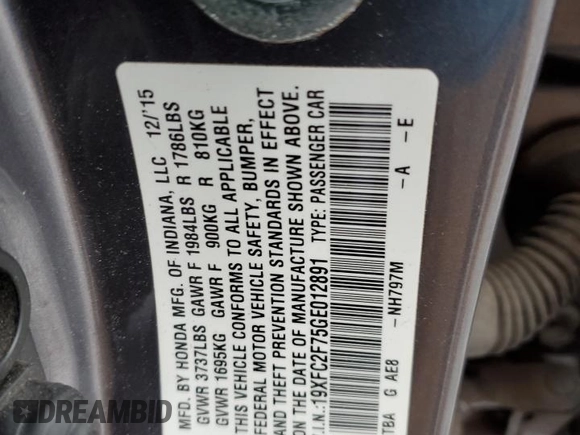 MFD. BY HONDA MFG. OF INDIANA, LLC 12/'15
GVWR 3737LBS GAWR F 1984LBS R 1786LBS
GVWR 1695KG GAWR F 900KG R 810KG
THIS VEHICLE CONFORMS TO ALL APPLICABLE
FEDERAL MOTOR VEHICLE SAFETY, BUMPER,
AND THEFT PREVENTION STANDARDS IN EFFECT
ON THE DATE OF MANUFACTURE SHOWN ABOVE.
V.I.N.:19XFC2F75GE012891 TYPE: PASSENGER CAR
TBA G AE8 -NH797M -A -E
DREAMBID